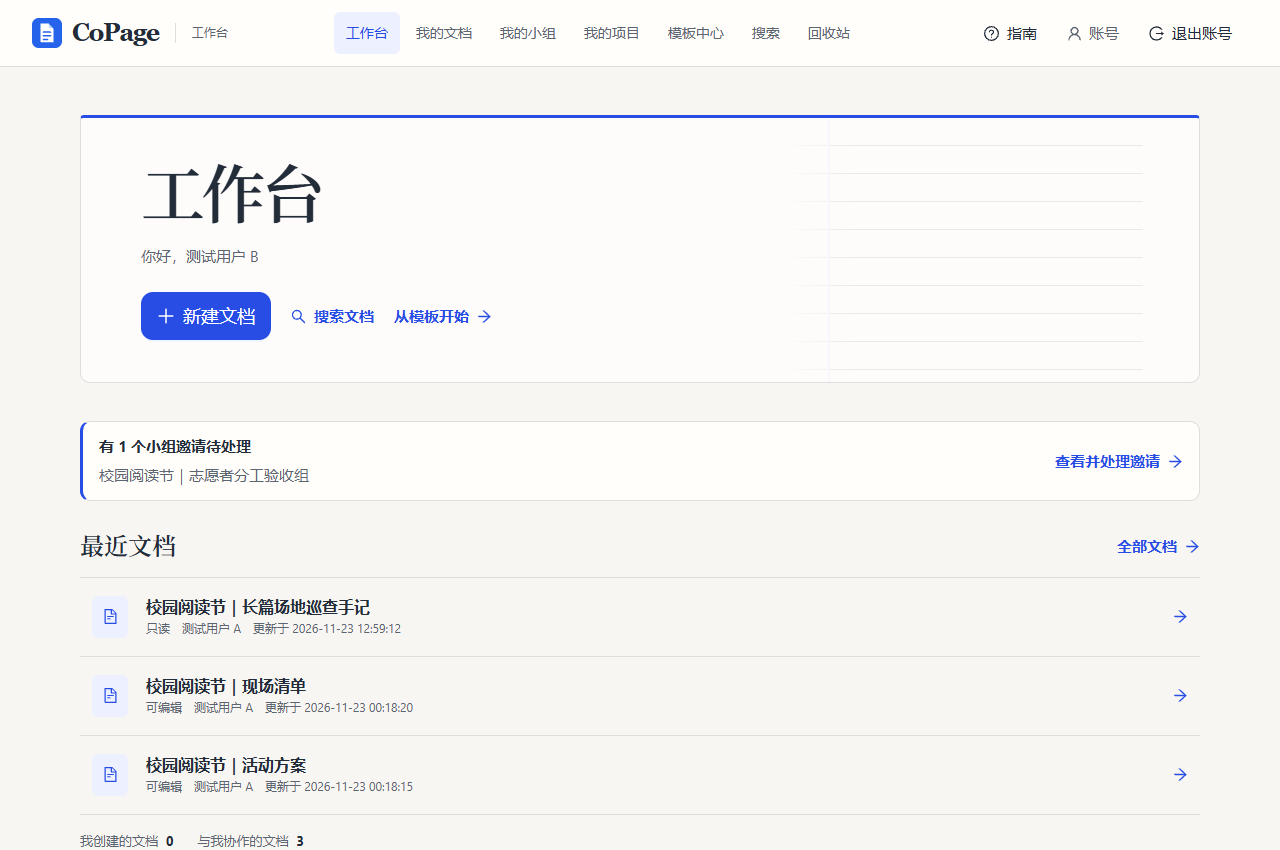 CoPage 工作台 工作台 我的文档 我的小组 我的项目 模板中心 搜索 回收站 指南 账号 退出账号
工作台
你好，测试用户 B
新建文档 搜索文档 从模板开始
有 1 个小组邀请待处理
校园阅读节｜志愿者分工验收组
查看并处理邀请
最近文档 全部文档
校园阅读节｜长篇场地巡查手记
只读 测试用户 A 更新于 2026-11-23 12:59:12
校园阅读节｜现场清单
可编辑 测试用户 A 更新于 2026-11-23 00:18:20
校园阅读节｜活动方案
可编辑 测试用户 A 更新于 2026-11-23 00:18:15
我创建的文档 0 与我协作的文档 3